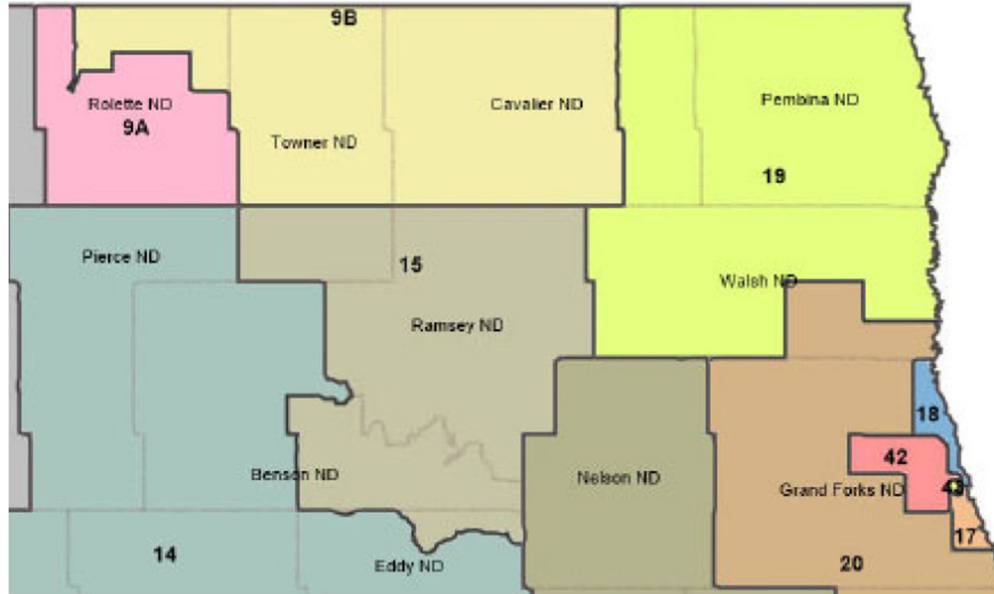 9B
Rolette ND
Cavalier ND
Pembina ND
9A
Towner ND
19
Pierce ND
15
Walsh ND
Ramsey ND
18
42
Benson ND
Nelson ND
Grand Forks ND
43
17
14
Eddy ND
20